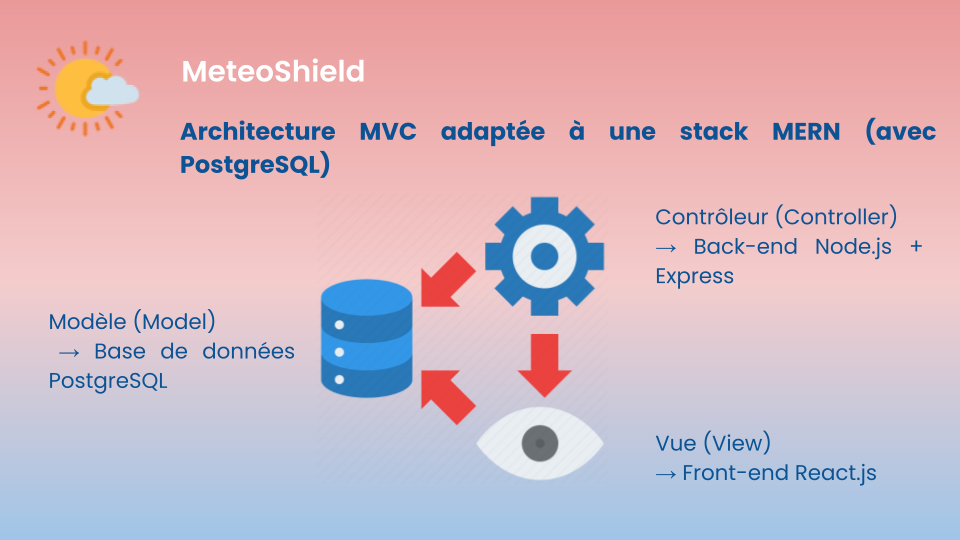 MeteoShield
Architecture MVC adaptée à une stack MERN (avec
PostgreSQL)
Contrôleur (Controller)
→ Back-end Node.js +
Express
Modèle (Model)
→ Base de données
PostgreSQL
Vue (View)
→ Front-end React.js